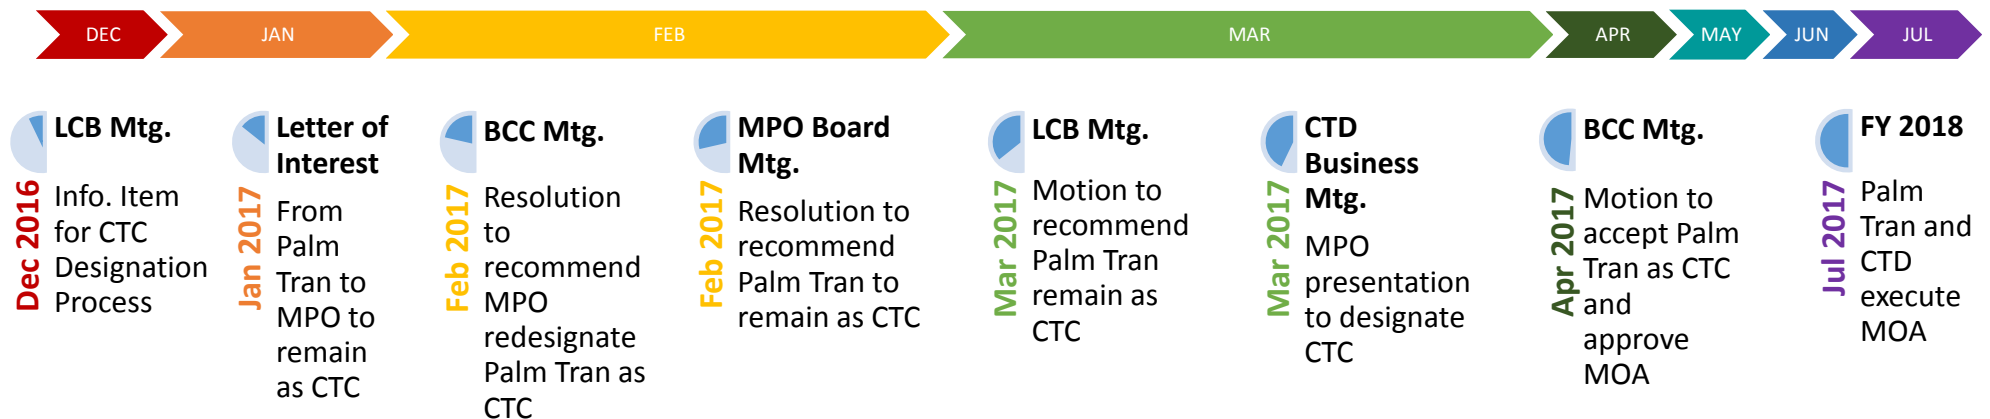 DEC
JAN
FEB
MAR
APR
MAY
JUN
JUL
Dec 2016
LCB Mtg.
Info. Item
for CTC
Designation
Process
Jan 2017
Letter of
Interest
From
Palm
Tran to
MPO to
remain
as CTC
Feb 2017
BCC Mtg.
Resolution
to
recommend
MPO
redesignate
Palm Tran as
CTC
Feb 2017
MPO Board
Mtg.
Resolution to
recommend
Palm Tran to
remain as CTC
Mar 2017
LCB Mtg.
Motion to
recommend
Palm Tran
remain as
CTC
Mar 2017
CTD
Business
Mtg.
MPO
presentation
to designate
CTC
Apr 2017
BCC Mtg.
Motion to
accept Palm
Tran as CTC
and
approve
MOA
Jul 2017
FY 2018
Palm
Tran and
CTD
execute
MOA